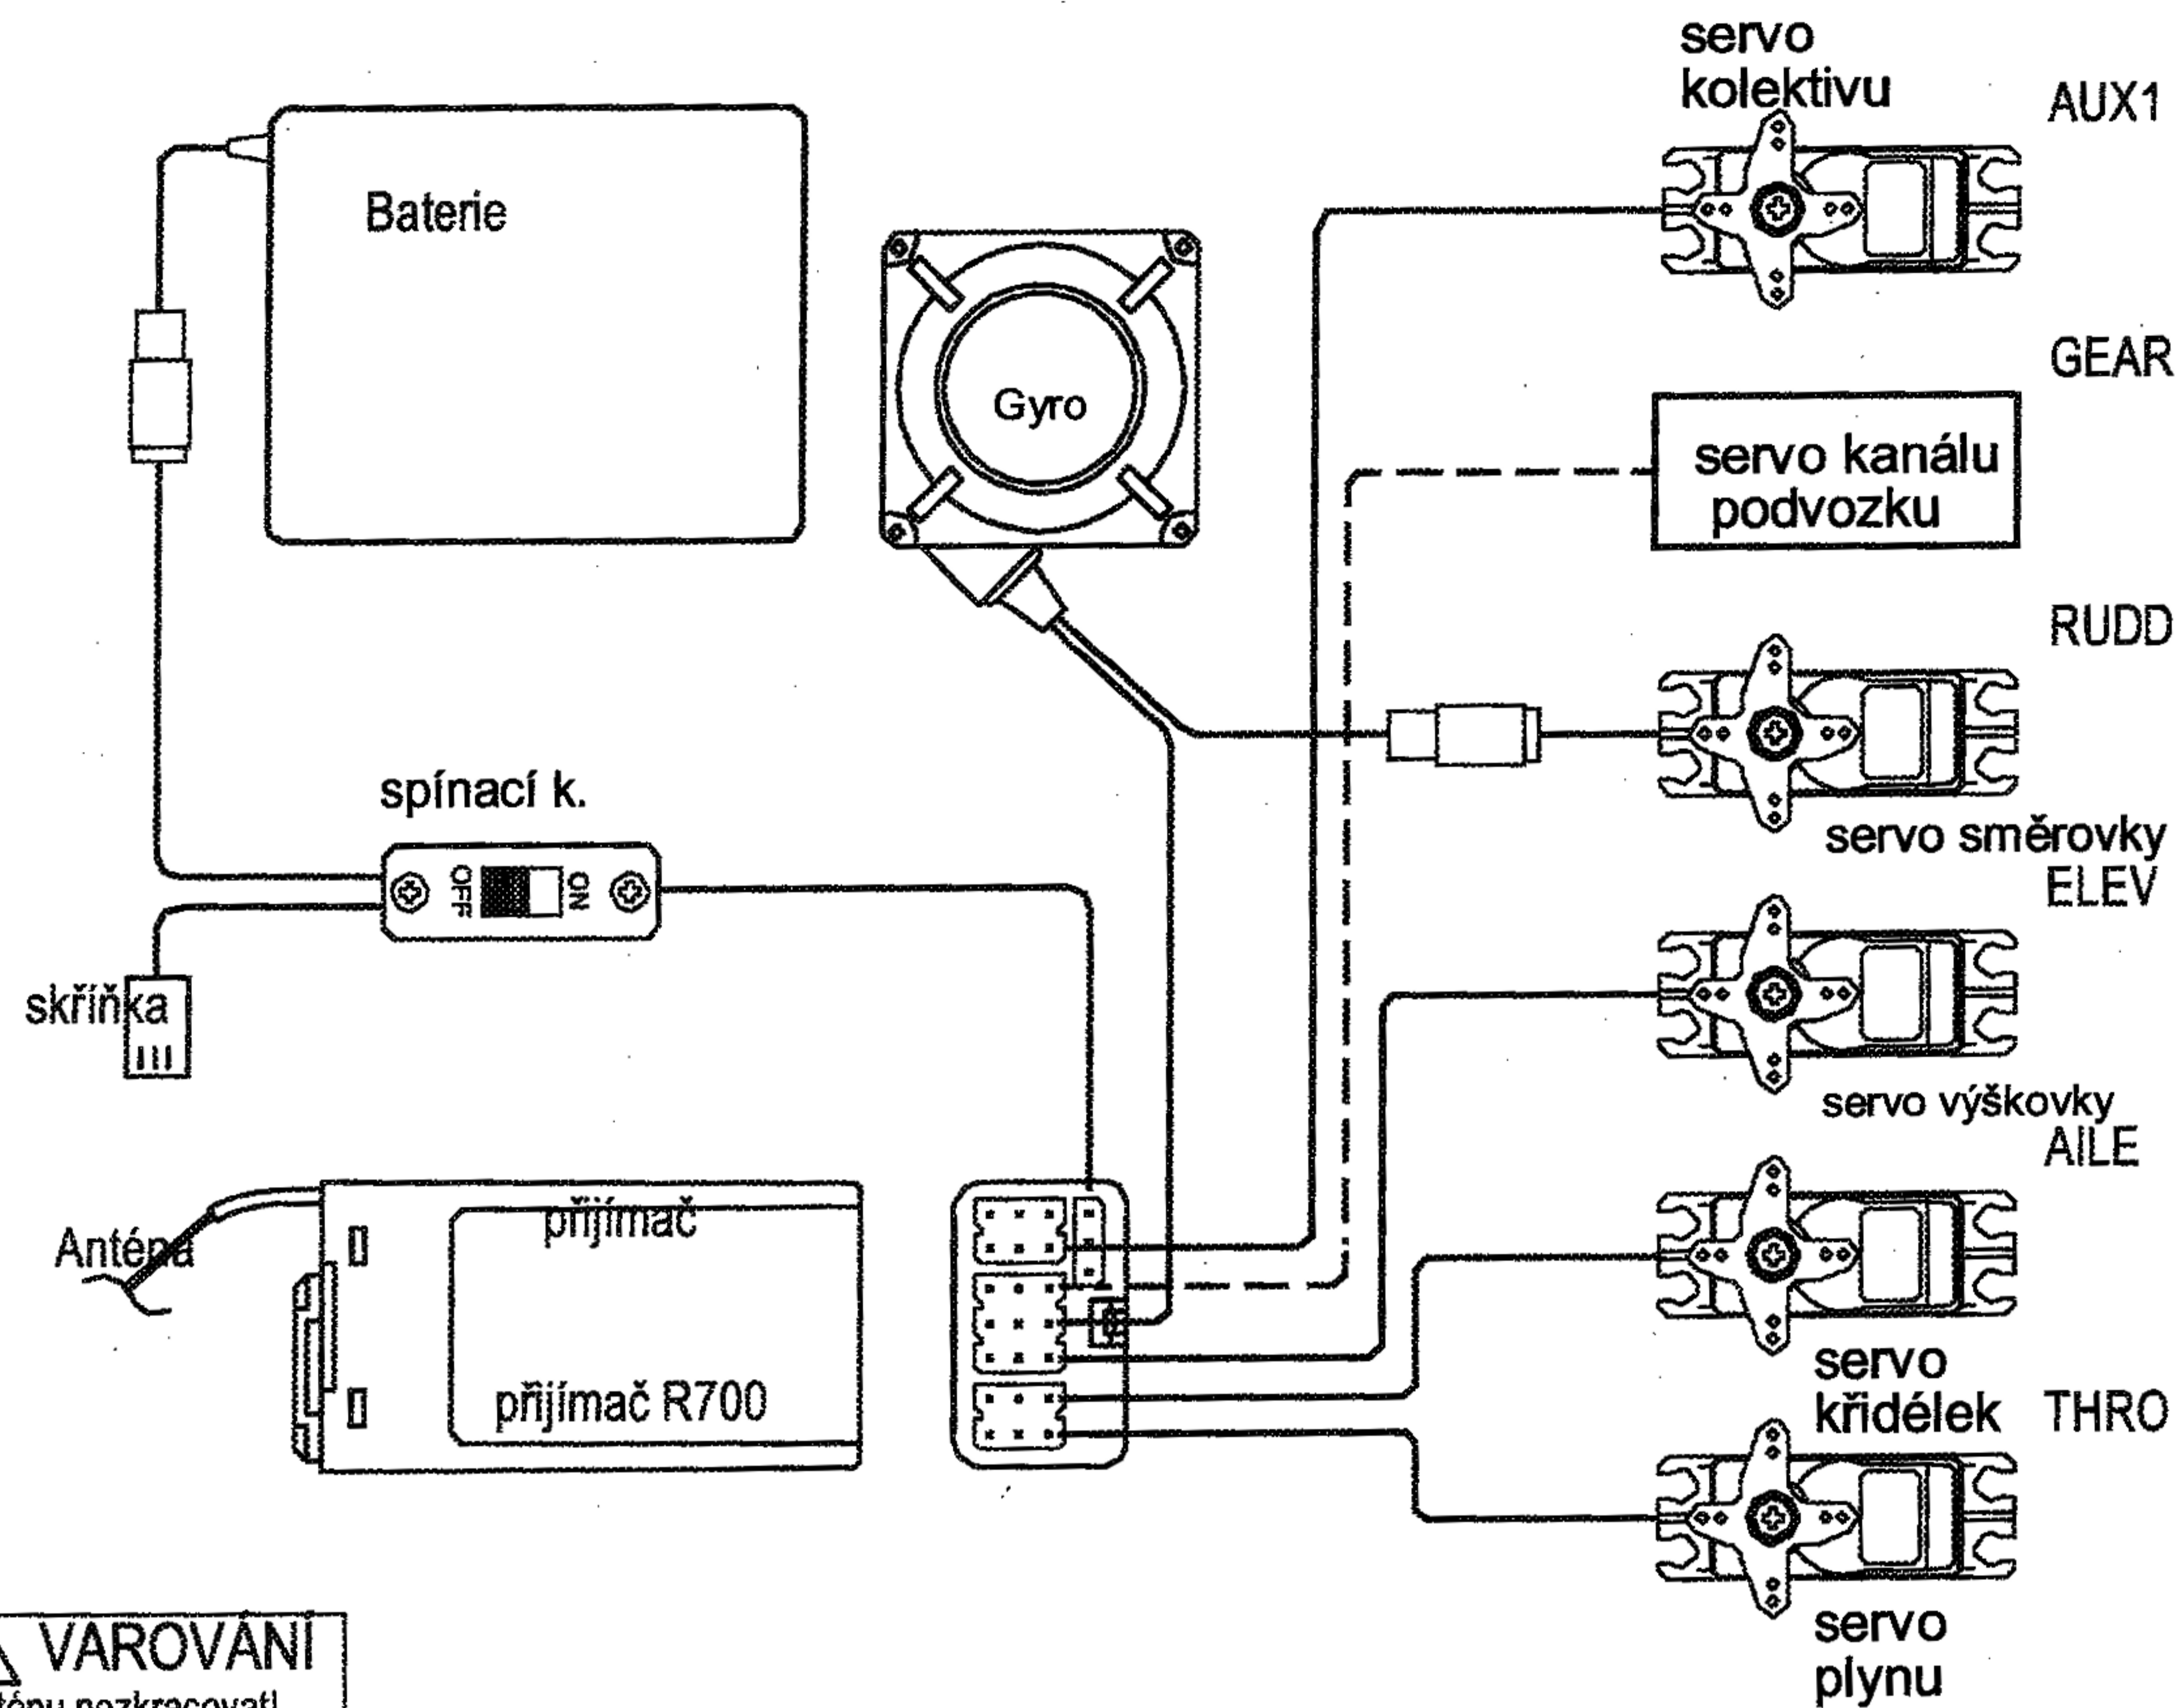 servo
kolektivu
AUX1
Baterie
Gyro
GEAR
servo kanálu
podvozku
RUDD
spínací k.
OFF
ON
servo směrovky
ELEV
skříňka
servo výškovky
AILE
Anténa
přijímač
přijímač R700
servo
křidélek
THRO
servo
plynu
VAROVÁNÍ
nezkracovat!